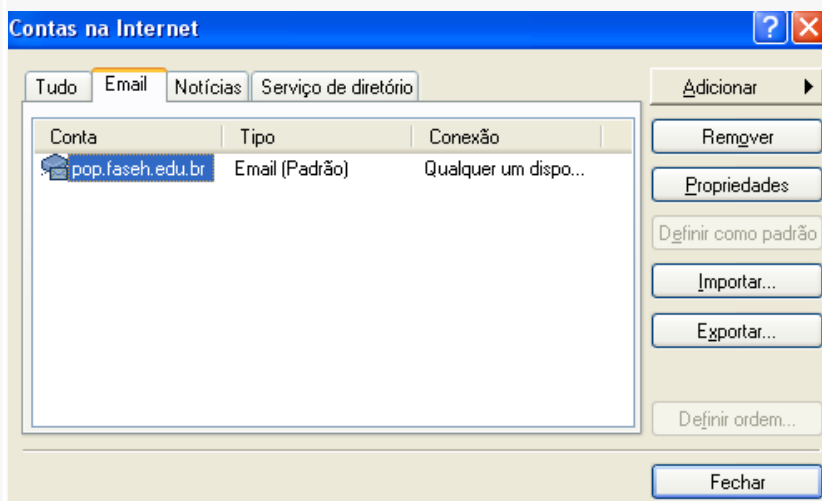 Contas na Internet
Tudo Email Notícias Serviço de diretório
Adicionar
Conta Tipo Conexão
Remover
pop.faseh.edu.br Email (Padrão) Qualquer um dispo...
Propriedades
Definir como padrão
Importar...
Exportar...
Definir ordem...
Fechar